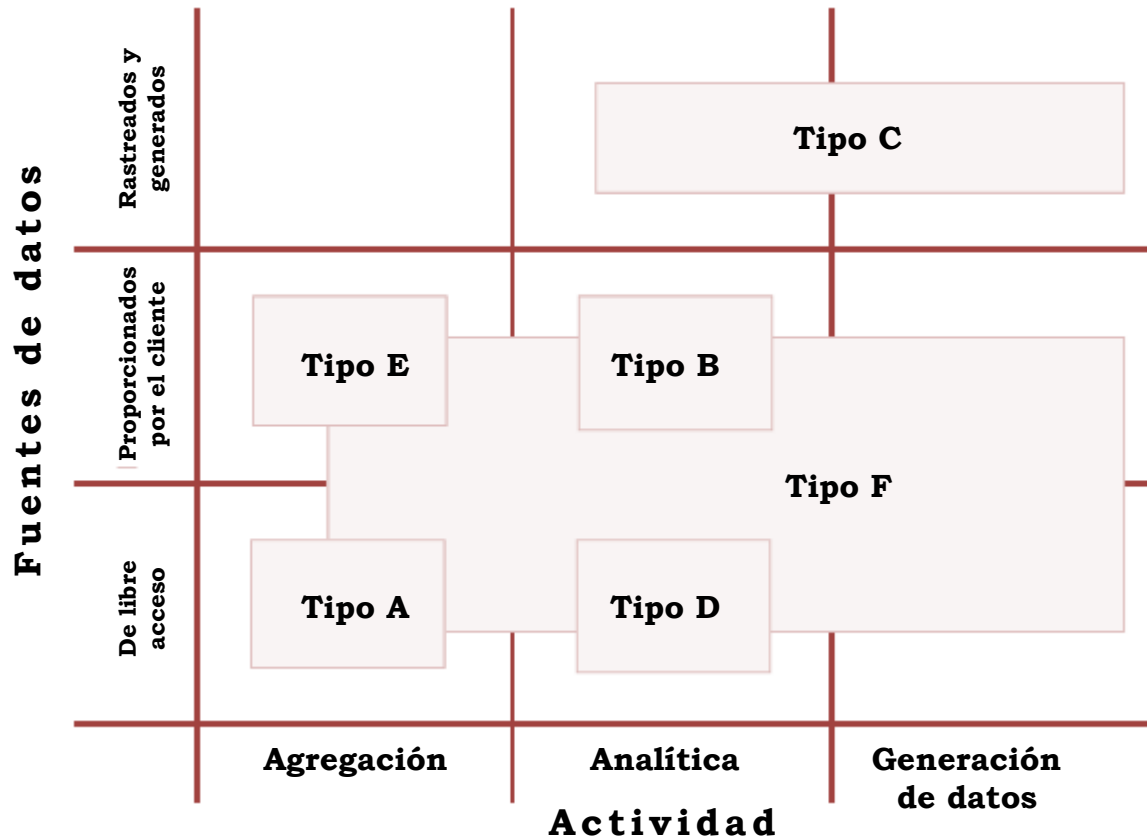 Fuentes de datos
Rastreados y
generados
Proporcionados
por el cliente
De libre
acceso
Tipo C
Tipo E
Tipo B
Tipo F
Tipo A
Tipo D
Agregación
Analítica
Generación
de datos
Actividad